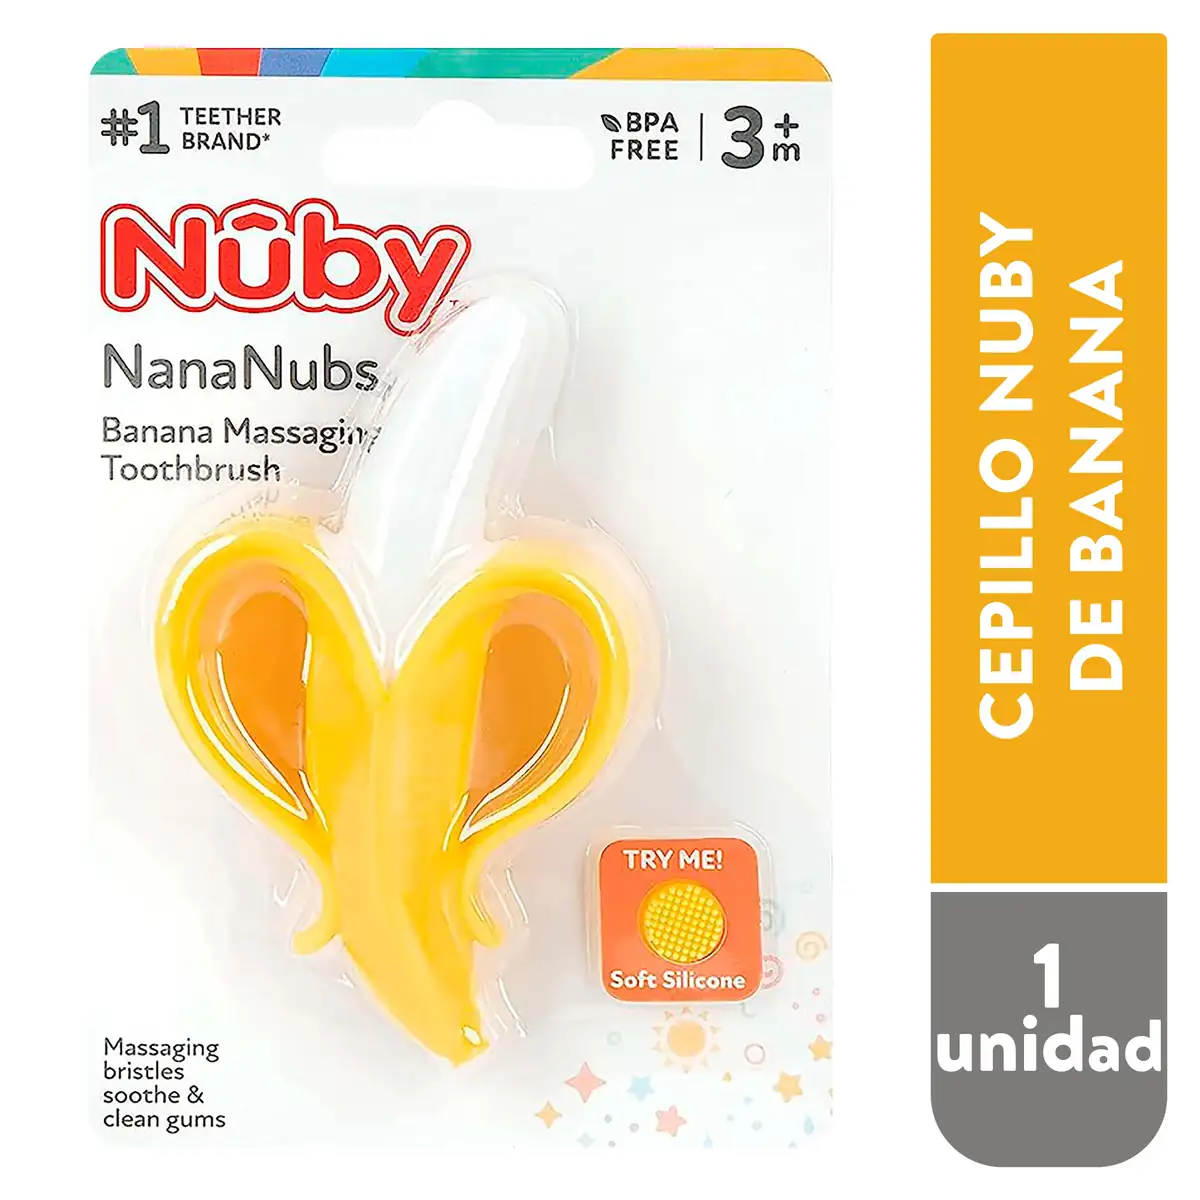 #1 TEETHER
BRAND*
BPA
FREE
3+
m
Nûby
TM
NanaNubs
Banana Massaging
Toothbrush
TRY ME!
Soft Silicone
Massaging
bristles
soothe &
clean gums
CEPILLO NUBY
DE BANANA
1
unidad